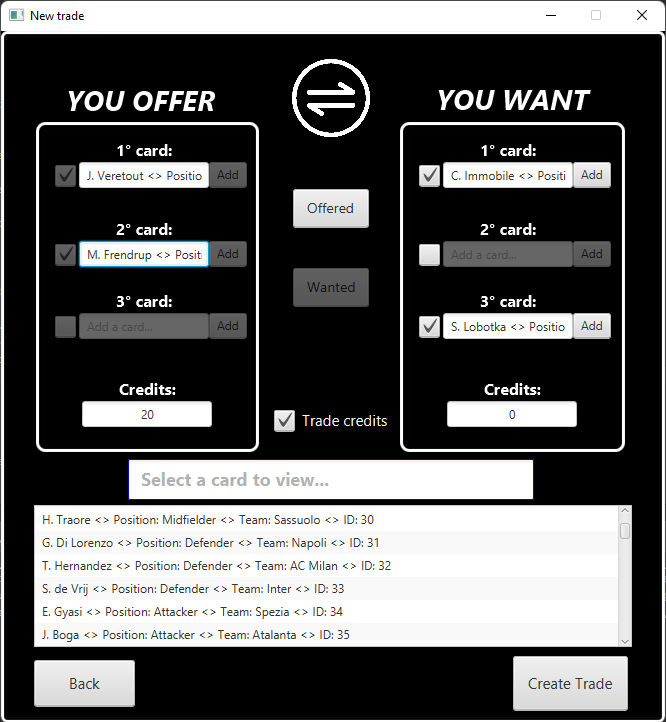 New trade
YOU OFFER
YOU WANT
1° card:
J. Veretout <> Positio
Add
2° card:
M. Frendrup <> Positi
Add
3° card:
Add a card...
Add
Credits:
20
Offered
Wanted
Trade credits
1° card:
C. Immobile <> Positi
Add
2° card:
Add a card...
Add
3° card:
S. Lobotka <> Positio
Add
Credits:
0
Select a card to view...
H. Traore <> Position: Midfielder <> Team: Sassuolo <> ID: 30
G. Di Lorenzo <> Position: Defender <> Team: Napoli <> ID: 31
T. Hernandez <> Position: Defender <> Team: AC Milan <> ID: 32
S. de Vrij <> Position: Defender <> Team: Inter <> ID: 33
E. Gyasi <> Position: Attacker <> Team: Spezia <> ID: 34
J. Boga <> Position: Attacker <> Team: Atalanta <> ID: 35
Back
Create Trade